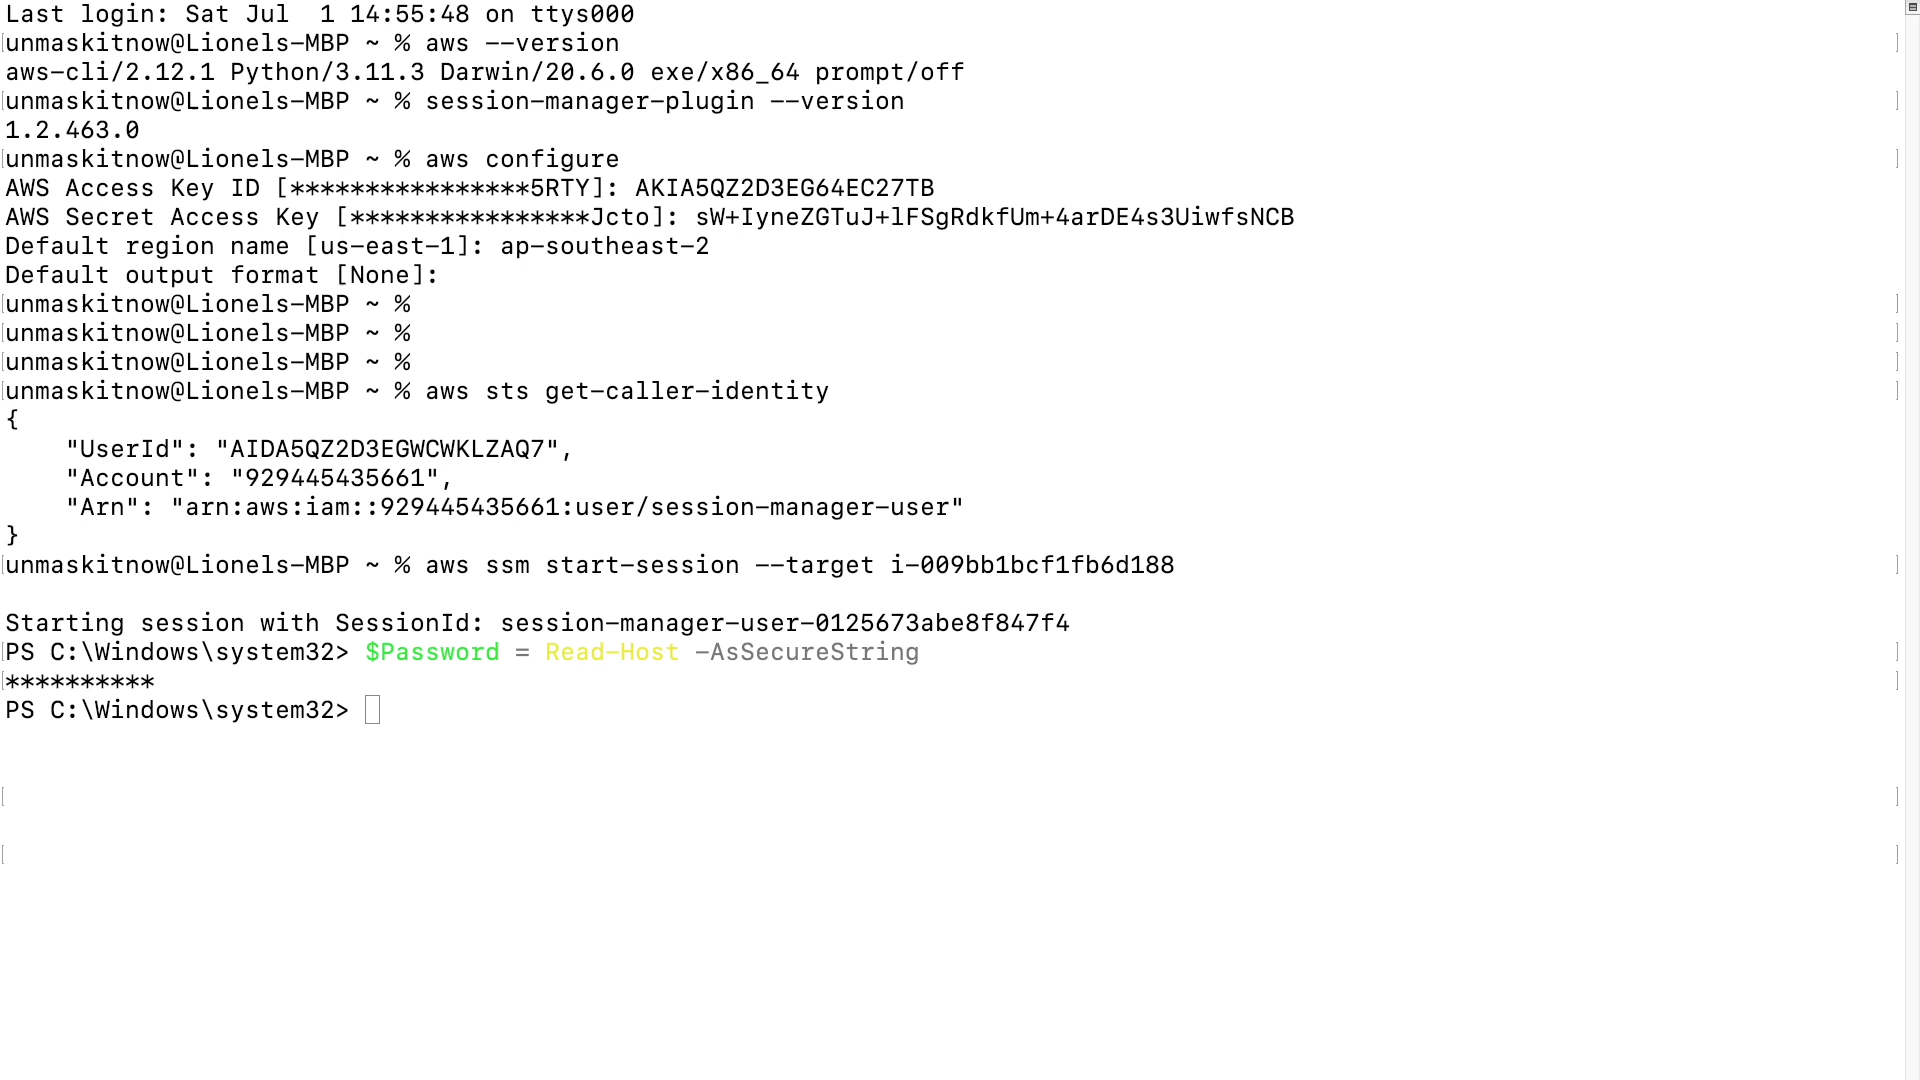 Last login: Sat Jul  1 14:55:48 on ttys000
[unmaskitnow@Lionels-MBP ~ % aws --version ]
aws-cli/2.12.1 Python/3.11.3 Darwin/20.6.0 exe/x86_64 prompt/off
[unmaskitnow@Lionels-MBP ~ % session-manager-plugin --version ]
1.2.463.0
[unmaskitnow@Lionels-MBP ~ % aws configure ]
AWS Access Key ID [****************5RTY]: AKIA5QZ2D3EG64EC27TB
AWS Secret Access Key [****************Jcto]: 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
Default region name [us-east-1]: ap-southeast-2
Default output format [None]:
[unmaskitnow@Lionels-MBP ~ % ]
[unmaskitnow@Lionels-MBP ~ % ]
[unmaskitnow@Lionels-MBP ~ % ]
[unmaskitnow@Lionels-MBP ~ % aws sts get-caller-identity ]
{
    "UserId": "AIDA5QZ2D3EGWCWKLZAQ7",
    "Account": "929445435661",
    "Arn": "arn:aws:iam::929445435661:user/session-manager-user"
}
[unmaskitnow@Lionels-MBP ~ % aws ssm start-session --target i-009bb1bcf1fb6d188 ]
Starting session with SessionId: session-manager-user-0125673abe8f847f4
[PS C:\Windows\system32> $Password = Read-Host -AsSecureString ]
[********** ]
PS C:\Windows\system32>
[ ]
[ ]